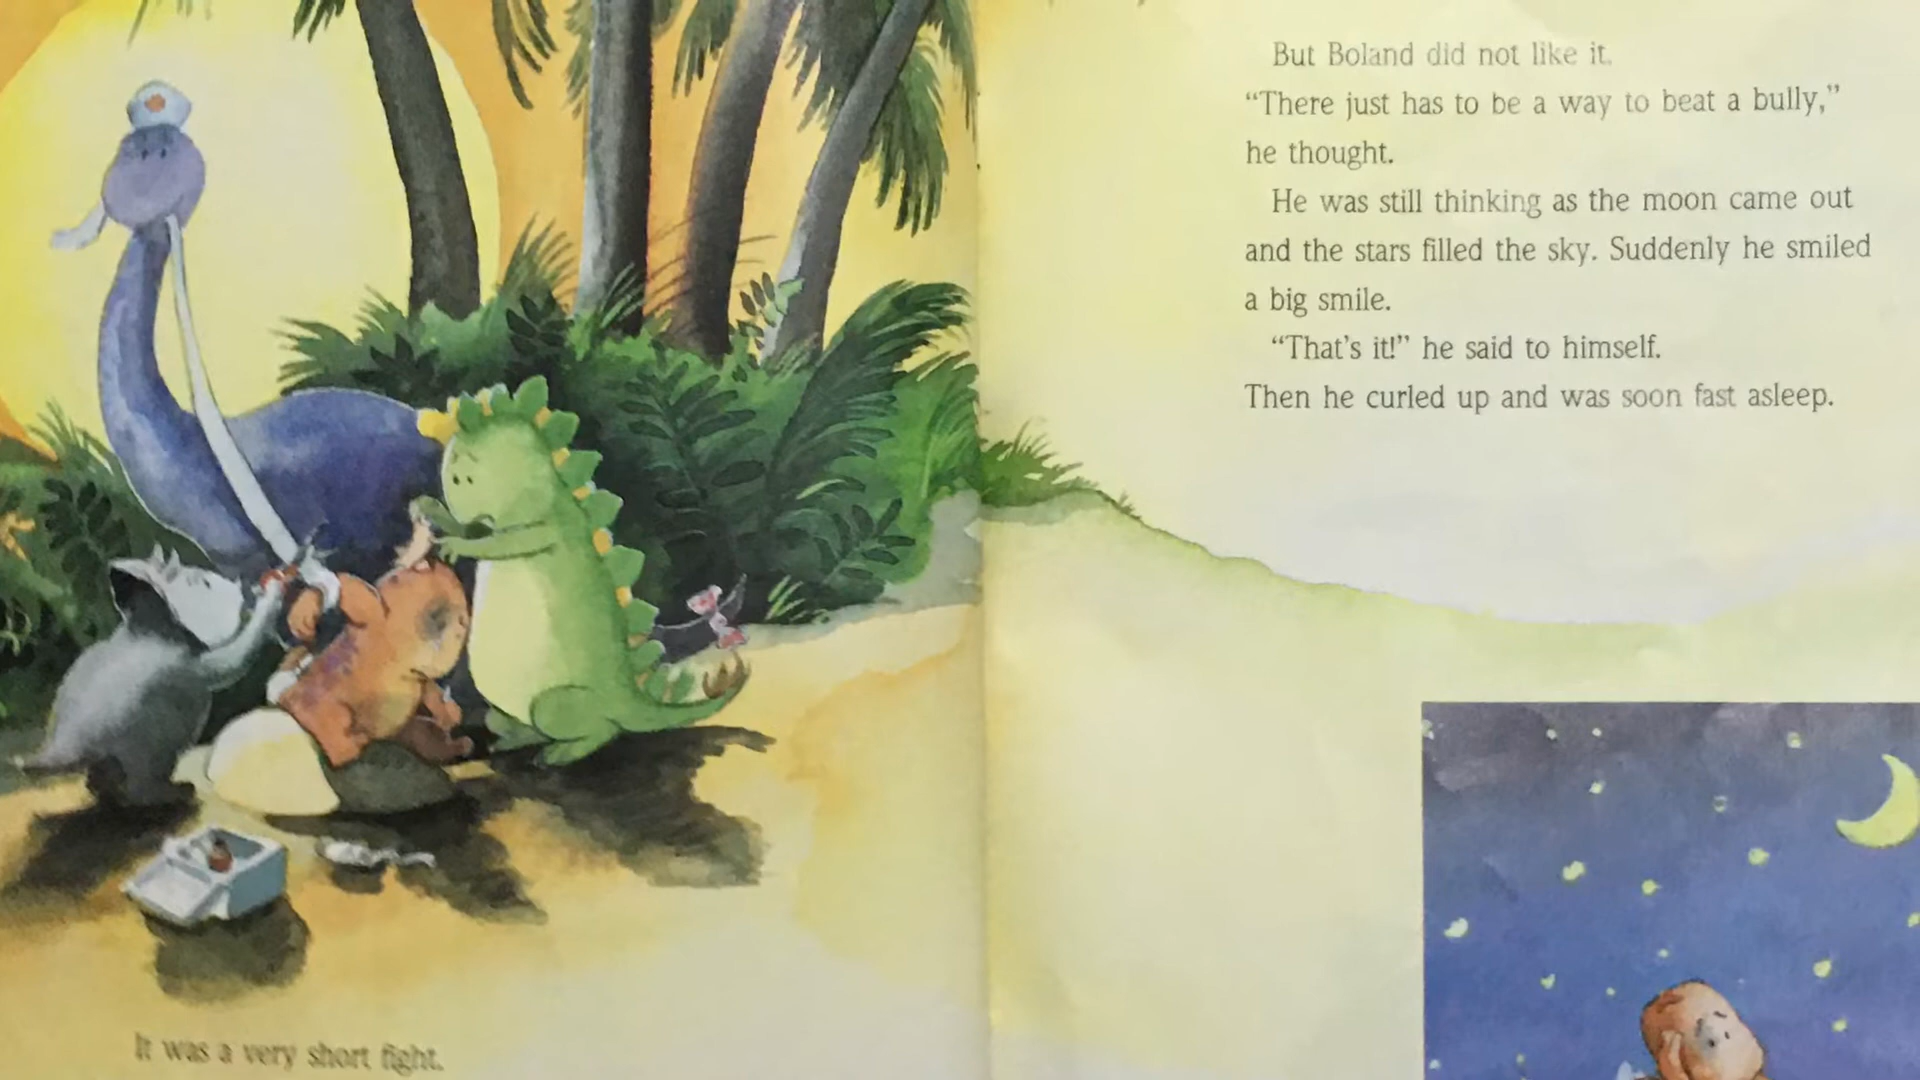 It was a very short fight.
But Boland did not like it.
“There just has to be a way to beat a bully,”
he thought.
He was still thinking as the moon came out
and the stars filled the sky. Suddenly he smiled
a big smile.
“That’s it!” he said to himself.
Then he curled up and was soon fast asleep.